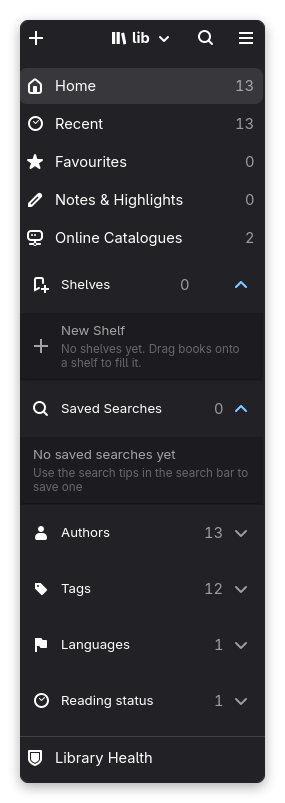 lib
Home 13
Recent 13
Favourites 0
Notes & Highlights 0
Online Catalogues 2
Shelves 0
New Shelf
No shelves yet. Drag books onto
a shelf to fill it.
Saved Searches 0
No saved searches yet
Use the search tips in the search bar to
save one
Authors 13
Tags 12
Languages 1
Reading status 1
Library Health